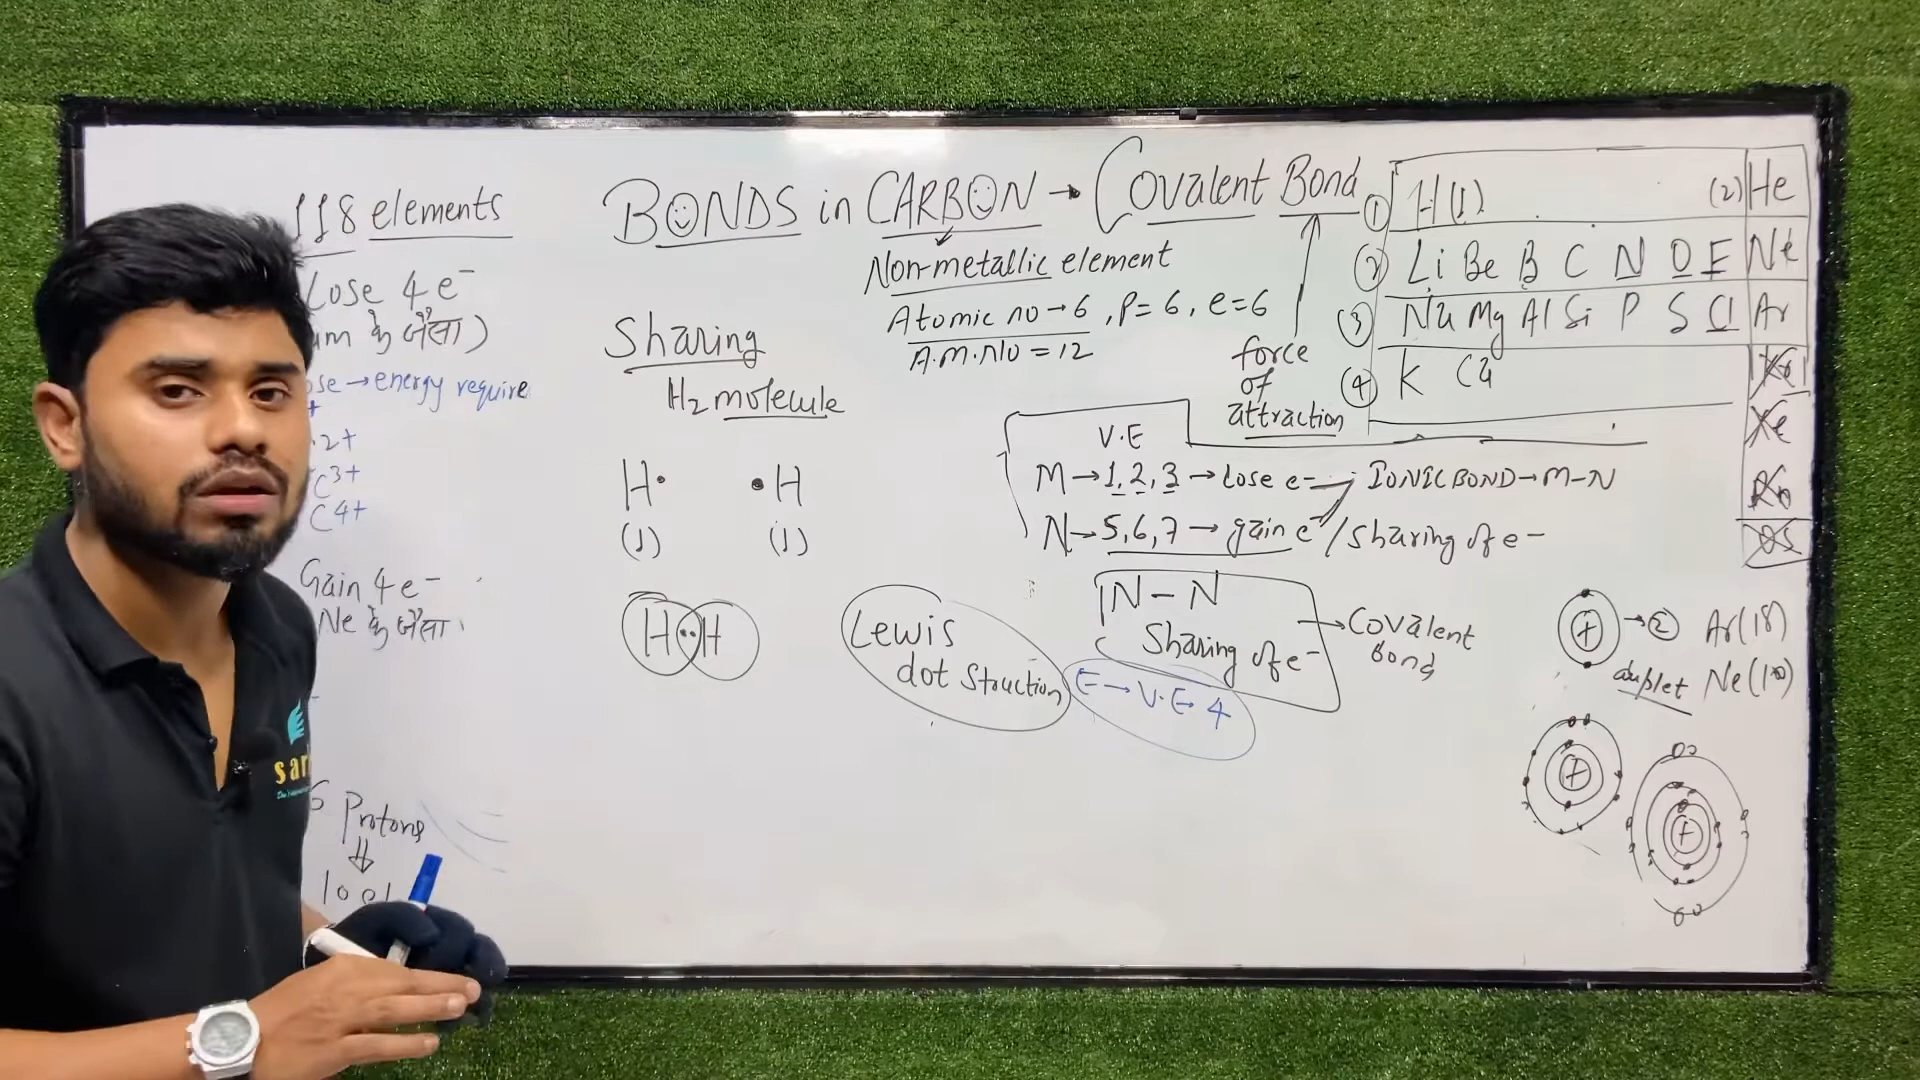 118 elements
Lose 4 e-
के जैसा)
→ energy require
2+
C3+
C4+
Gain 4 e-
Ne के जैसा
Protons
⇓
BONDS in CARBON → Covalent Bond
Non-metallic element
Atomic no → 6, P = 6, e = 6
A.M.No = 12
Sharing
H2 molecule
H• •H
(1) (1)
H••H
Lewis
dot Struction
force
of
attraction
V.E
M → 1, 2, 3 → Lose e- IONIC BOND → M-N
N → 5, 6, 7 → gain e- / Sharing of e-
N - N
Sharing of e-
→ Covalent
Bond
→ V.E → 4
① H(1) (2) He
② Li Be B C N O F Ne
(3) Na Mg Al Si P S Cl Ar
④ K Ca Kr
Xe
Rn
+ → ② Ar(18)
duplet Ne(10)
+
+
sar